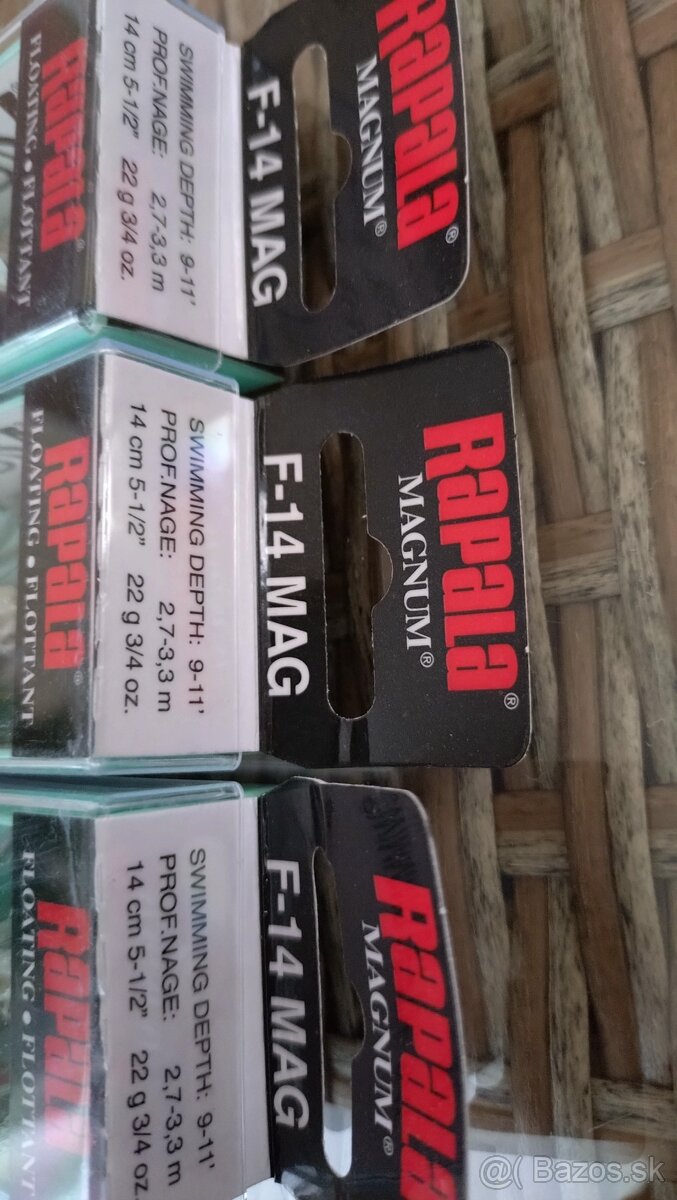 RAPALA®
MAGNUM®
F-14 MAG
SWIMMING DEPTH: 9-11'
PROF.NAGE: 2,7-3,3 m
14 cm 5-1/2" 22 g 3/4 oz.
RAPALA®
FLOATING • FLOTTANT
RAPALA®
MAGNUM®
F-14 MAG
SWIMMING DEPTH: 9-11'
PROF.NAGE: 2,7-3,3 m
14 cm 5-1/2" 22 g 3/4 oz.
RAPALA®
FLOATING • FLOTTANT
RAPALA
MAGNUM®
F-14 MAG
SWIMMING DEPTH: 9-11'
PROF.NAGE: 2,7-3,3 m
14 cm 5-1/2" 22 g 3/4 oz.
RAPALA
FLOATING • FLOTTANT
@( Bazos.sk